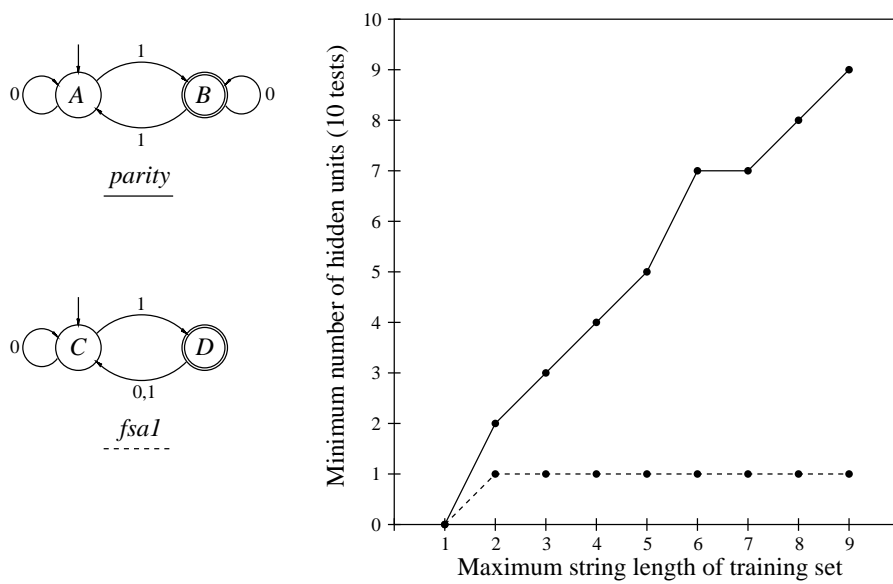 1
0
A
B
0
1
parity
1
0
C
D
0,1
fsa1
Minimum number of hidden units (10 tests)
10
9
8
7
6
5
4
3
2
1
0
1 2 3 4 5 6 7 8 9
Maximum string length of training set